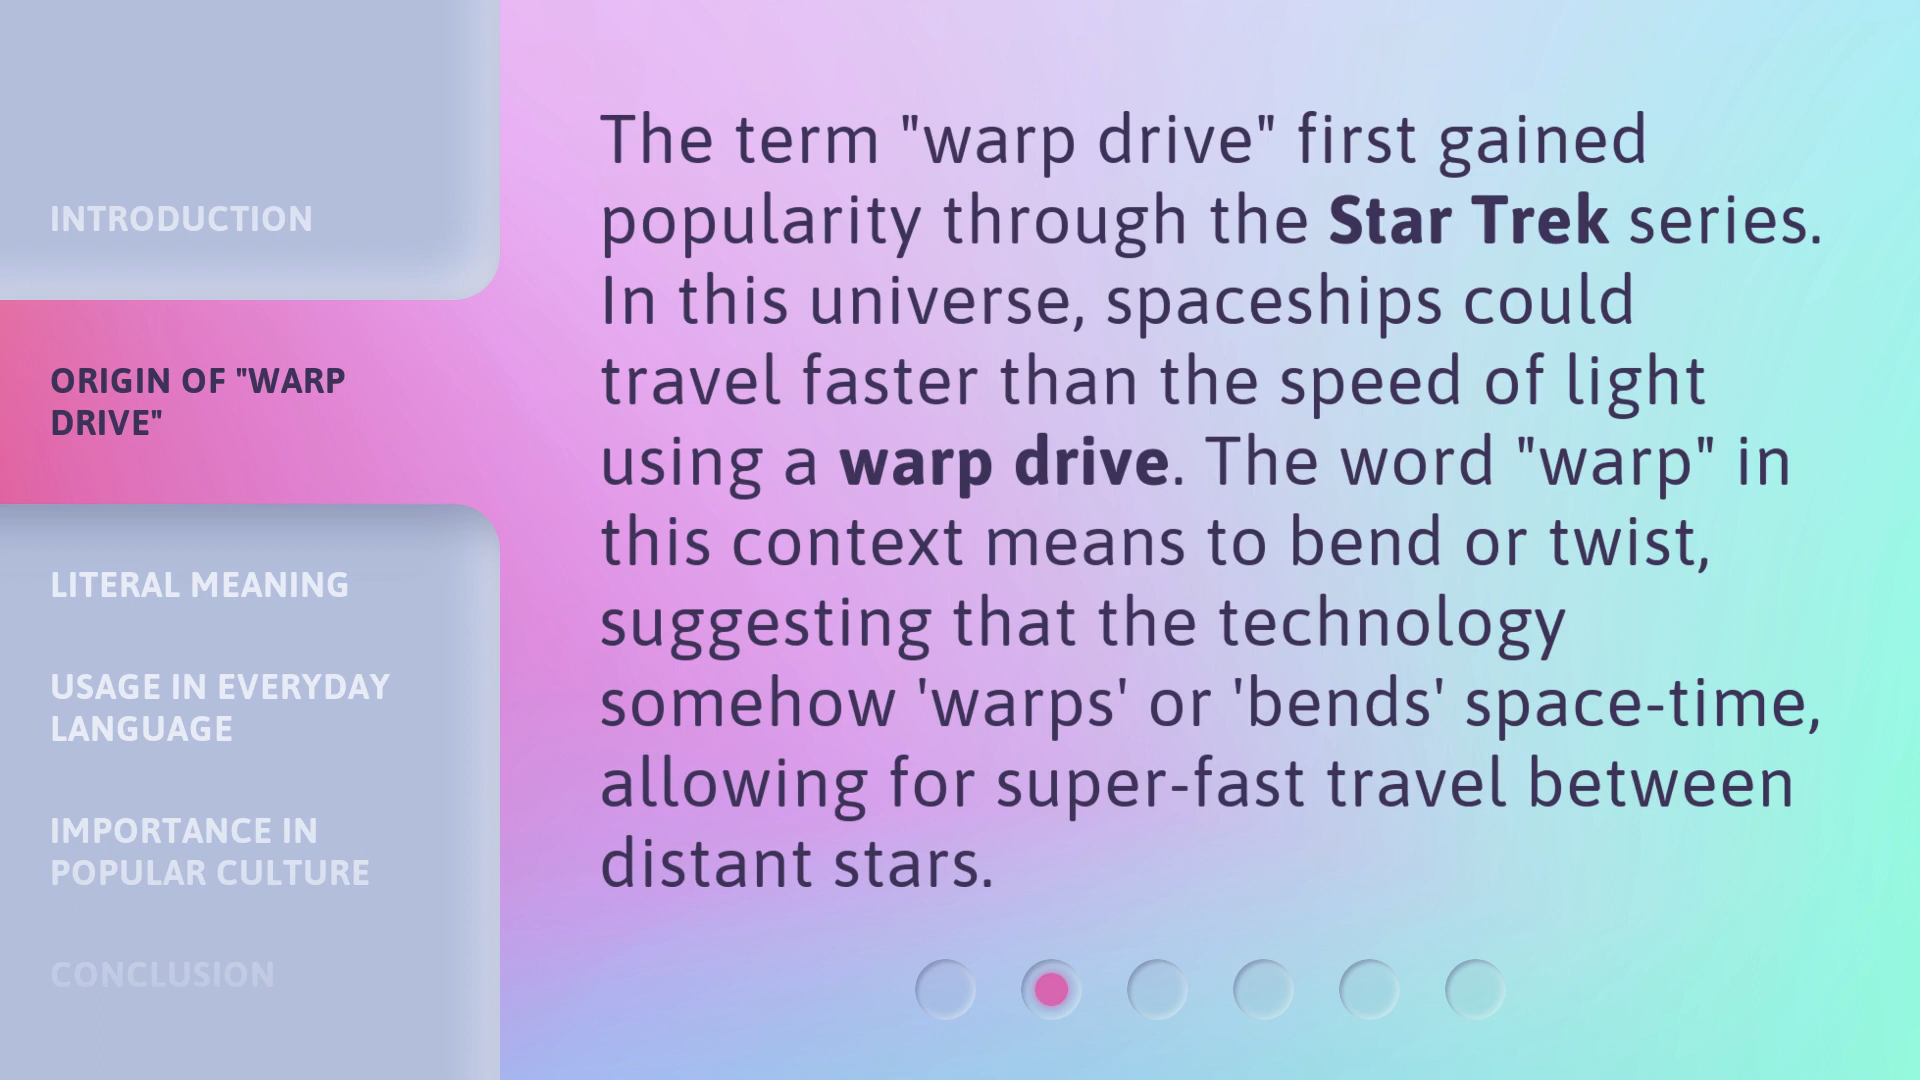 INTRODUCTION
ORIGIN OF "WARP
DRIVE"
LITERAL MEANING
USAGE IN EVERYDAY
LANGUAGE
IMPORTANCE IN
POPULAR CULTURE
CONCLUSION
The term "warp drive" first gained
popularity through the Star Trek series.
In this universe, spaceships could
travel faster than the speed of light
using a warp drive. The word "warp" in
this context means to bend or twist,
suggesting that the technology
somehow 'warps' or 'bends' space-time,
allowing for super-fast travel between
distant stars.